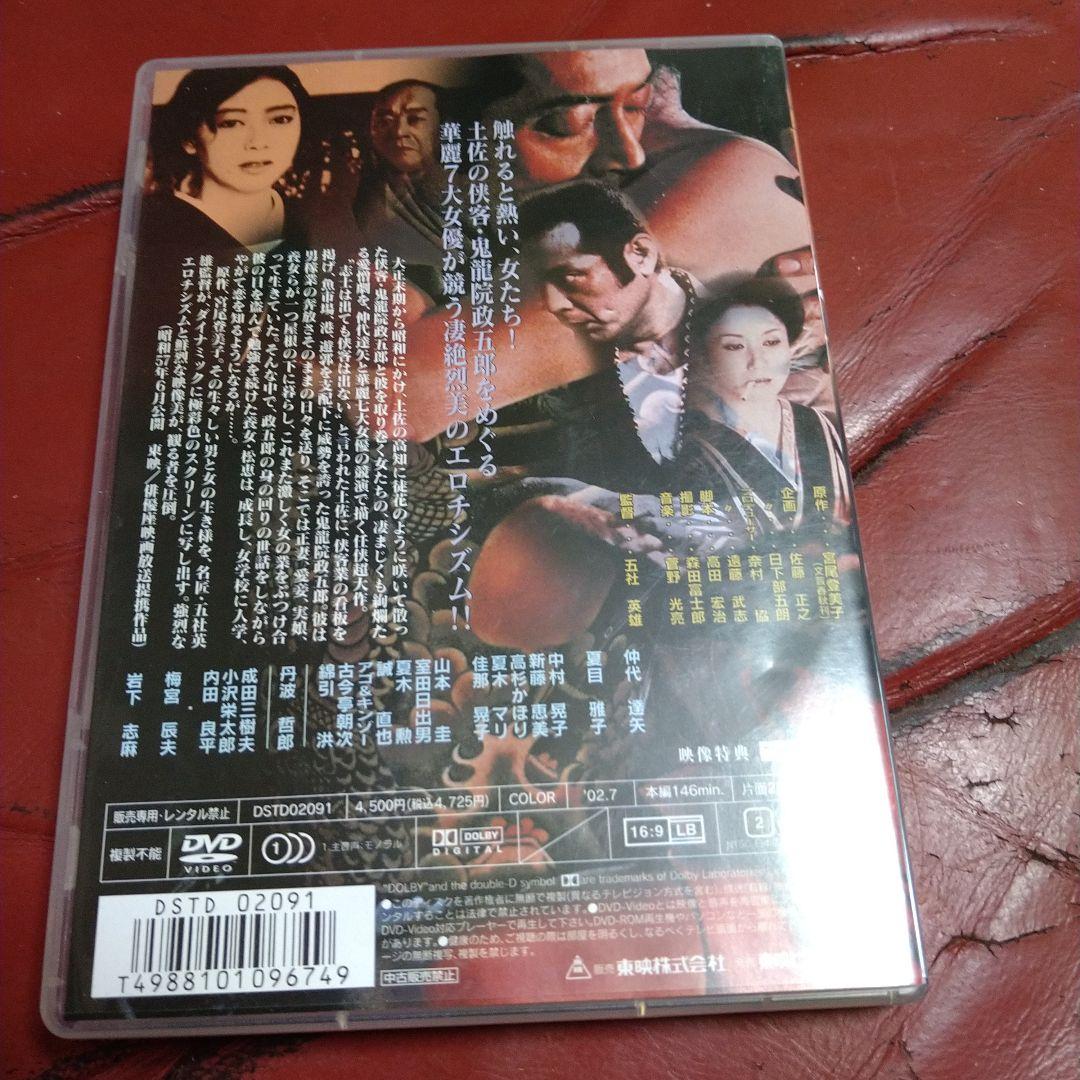 触れると熱い、女たち!
土佐の侠客・鬼龍院政五郎をめぐる
華麗7大女優が競う凄絶烈美のエロチシズム!!
大正末期から昭和にかけ、土佐の高知に徒花のように咲いて散っ
た侠客・鬼龍院政五郎と彼を取り巻く女たちの、凄まじくも絢爛た
る愛憎劇を、仲代達矢と華麗七大女優の競演で描く任侠超大作。
“志士は出ても侠客は出ない”と言われた土佐に、侠客業の看板を
掲げ、魚市場、港、遊郭を支配下に威勢を誇った鬼龍院政五郎。彼は
男稼業の奔放さそのままの日々を送り、そこでは正妻、愛妾、実娘、
養女らが、一つ屋根の下に暮らし、これまた激しく女の業をぶつけ合
って生きていた。そんな中で、政五郎の身の回りの世話をしながら
彼の目を盗んで勉強を続けた養女・松恵は、成長し、女学校に入学、
やがて恋を知るようになるが……。
原作・宮尾登美子。その生々しい男と女の生き様を、名匠・五社英
雄監督が、ダイナミックに極彩色のスクリーンに写し出す。強烈な
エロチシズムと鮮烈な映像美が、観る者を圧倒。
(昭和57年6月公開 東映/俳優座映画放送提携作品)
原作‥宮尾登美子
(文藝春秋刊)
企画‥佐藤 正之
〃‥日下部五朗
プロデューサー‥奈村 協
〃‥遠藤 武志
脚本‥高田 宏治
撮影‥森田富士郎
音楽‥菅野 光亮
監督‥五社 英雄
仲代 達矢
夏目 雅子
中村 晃子
新藤 恵美
高杉かほり
夏木 マリ
佳那 晃子
山本 圭
室田日出男
夏木 勲
誠 直也
アゴ&キンゾー
古今亭朝次
綿引 洪
丹波 哲郎
成田三樹夫
小沢栄太郎
内田 良平
梅宮 辰夫
岩下 志麻
映像特典
販売専用・レンタル禁止 DSTD02091 4,500円(税込4,725円) COLOR '02.7 本編146min. 片面
複製不能 DVD VIDEO 1 1.主音声:モノラル DOLBY DIGITAL 16:9 LB 2
"DOLBY" and the double-D symbol are trademarks of Dolby Laboratories
DSTD 02091
T4988101096749
中古販売禁止
販売 東映株式会社